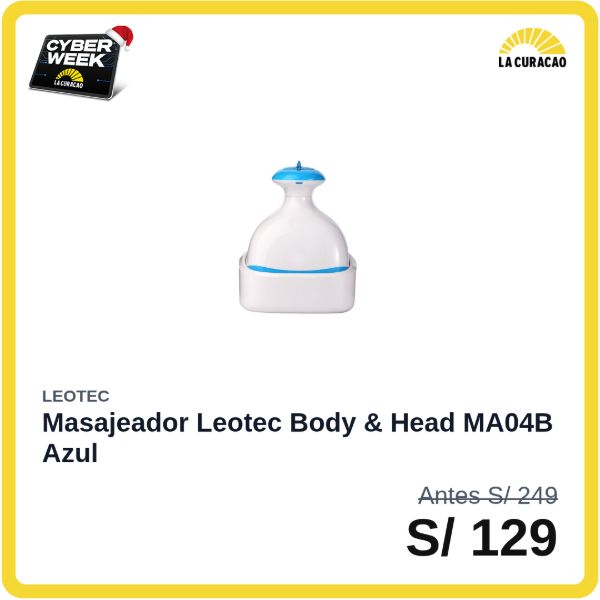 CYBER
WEEK
LA CURACAO
LA CURACAO
LEOTEC
Masajeador Leotec Body & Head MA04B
Azul
Antes S/ 249
S/ 129